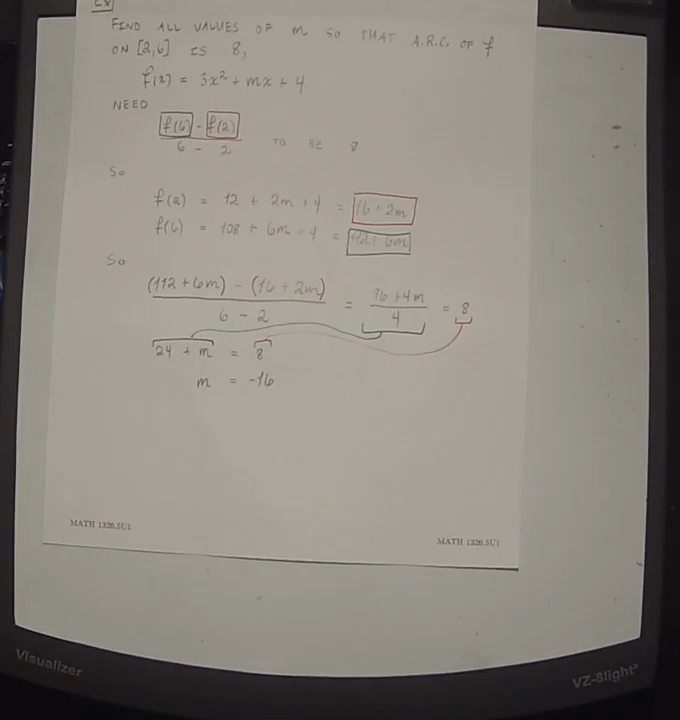 Ex
FIND ALL VALUES OF m SO THAT A.R.C. OF f
ON [2,6] IS 8,
f(x) = 3x² + mx + 4
NEED
f(6) - f(2)
6 - 2 TO BE 8
So
f(2) = 12 + 2m + 4 = 16 + 2m
f(6) = 108 + 6m + 4 = 112 + 6m
So
(112 + 6m) - (16 + 2m)
6 - 2
= 96 + 4m
4
= 8
24 + m = 8
m = -16
MATH 1326.5U1
MATH 1326.5U1
Visualizer
VZ-8light³